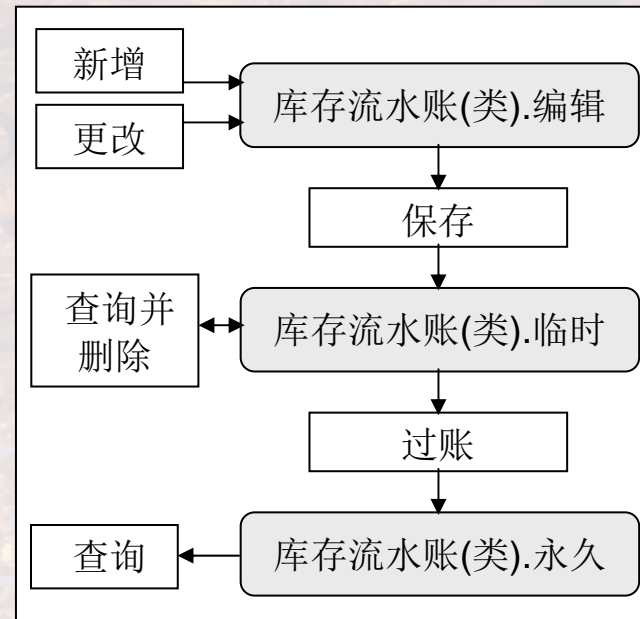 新增
库存流水账(类).编辑
更改
保存
查询并
删除
库存流水账(类).临时
过账
查询
库存流水账(类).永久